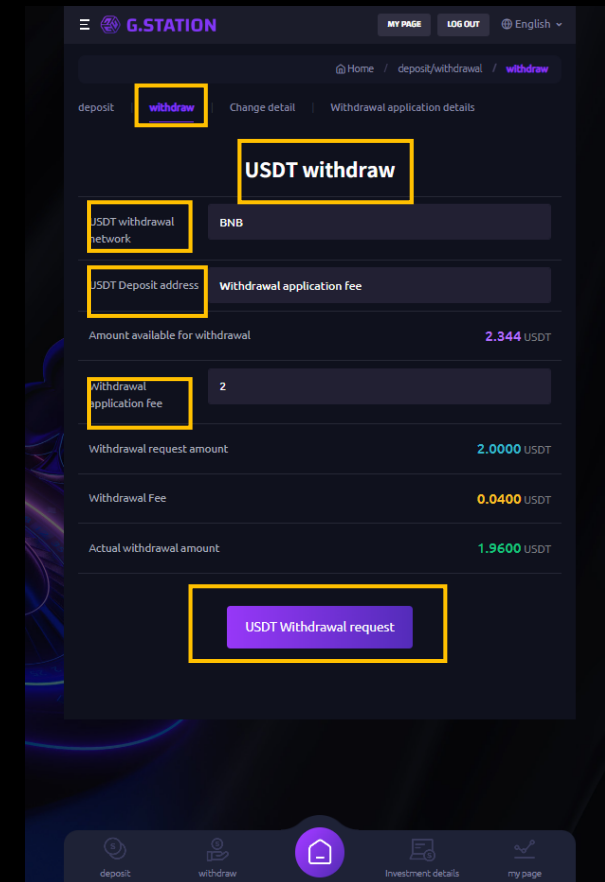 G.STATION
MY PAGE
LOG OUT
English
Home / deposit/withdrawal / withdraw
deposit | withdraw | Change detail | Withdrawal application details
USDT withdraw
USDT withdrawal
network
BNB
USDT Deposit address
Withdrawal application fee
Amount available for withdrawal
2.344 USDT
Withdrawal
application fee
2
Withdrawal request amount
2.0000 USDT
Withdrawal Fee
0.0400 USDT
Actual withdrawal amount
1.9600 USDT
USDT Withdrawal request
deposit
withdraw
Investment details
my page